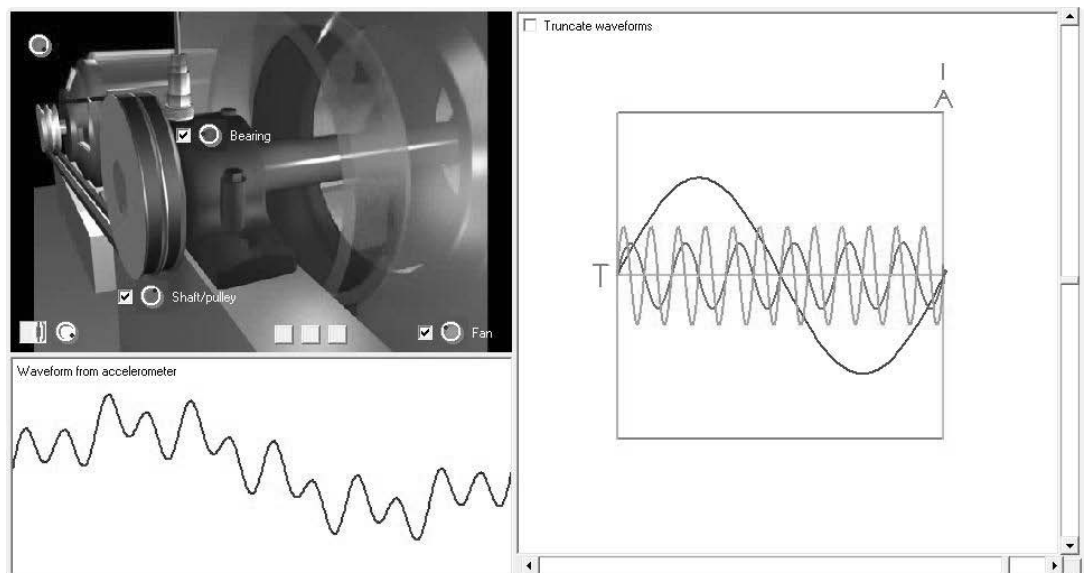 Truncate waveforms
Bearing
Shaft/pulley
Fan
I
A
T
Waveform from accelerometer